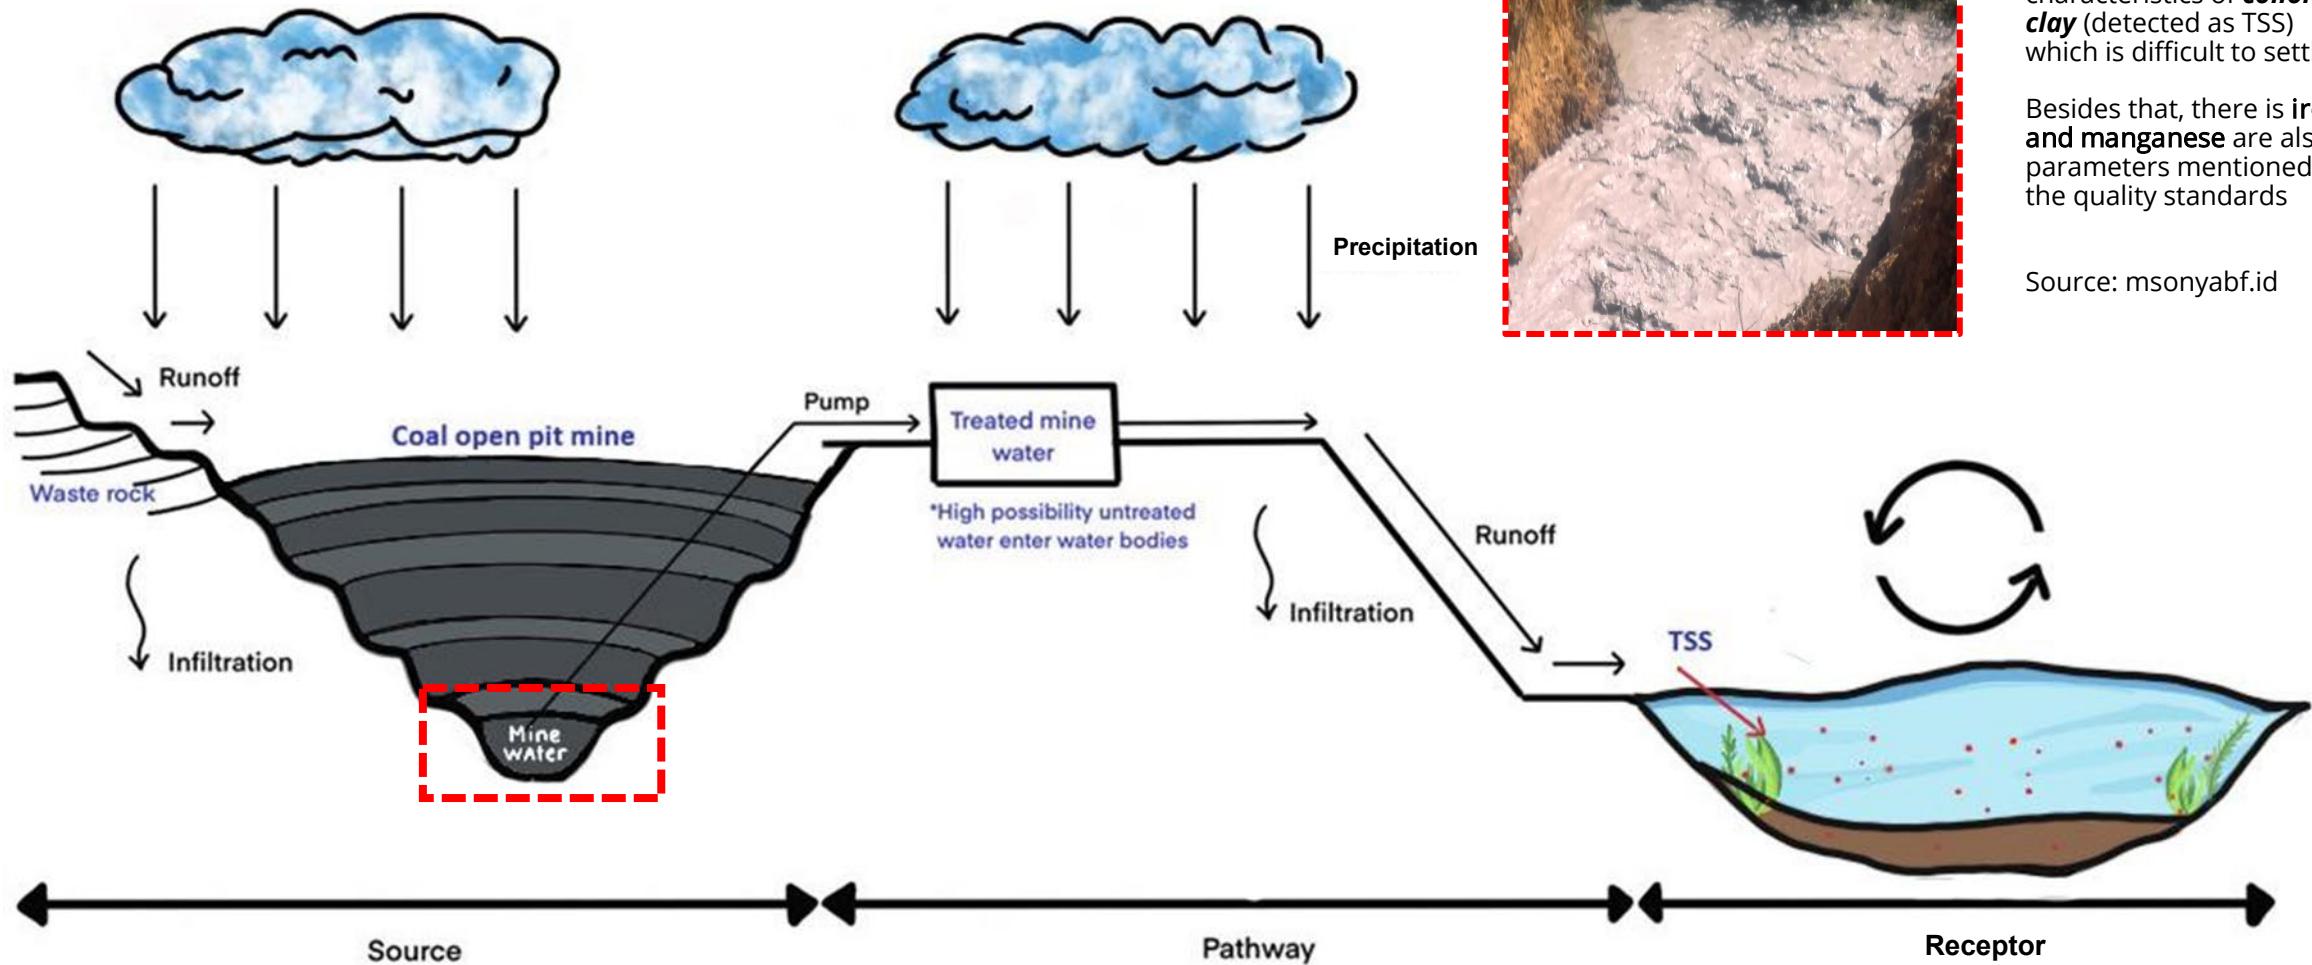 clay (detected as TSS)
which is difficult to sett
Besides that, there is
and manganese are als
parameters mentioned
the quality standards
Source: msonyabf.id
Precipitation
Runoff
Coal open pit mine
Waste rock
Infiltration
Mine
water
Pump
Treated mine
water
*High possibility untreated
water enter water bodies
Infiltration
Runoff
TSS
Source
Pathway
Receptor